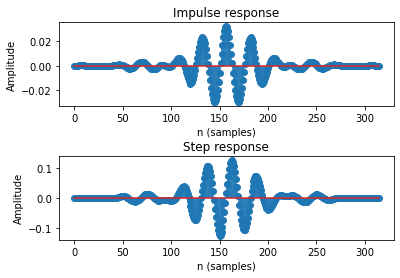 Impulse response
Amplitude
0.02
0.00
−0.02
0 50 100 150 200 250 300
n (samples)
Step response
Amplitude
0.1
0.0
−0.1
0 50 100 150 200 250 300
n (samples)